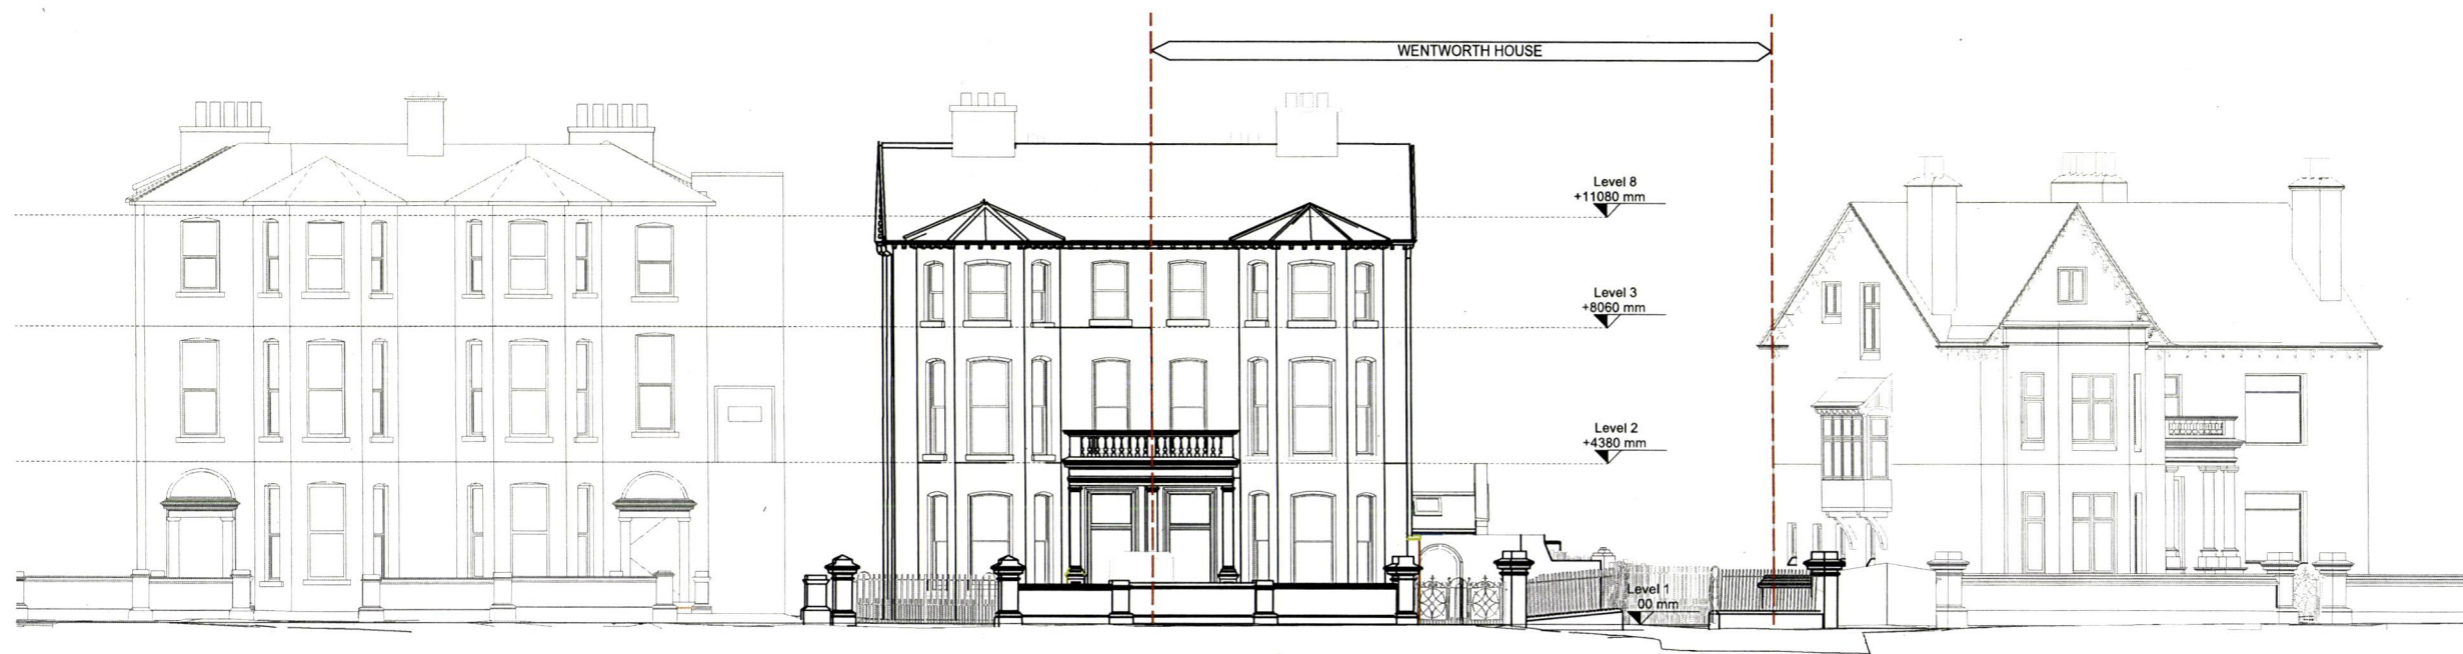 WENTWORTH HOUSE
Level 8
+11080 mm
Level 3
+8060 mm
Level 2
+4380 mm
Level 1
00 mm